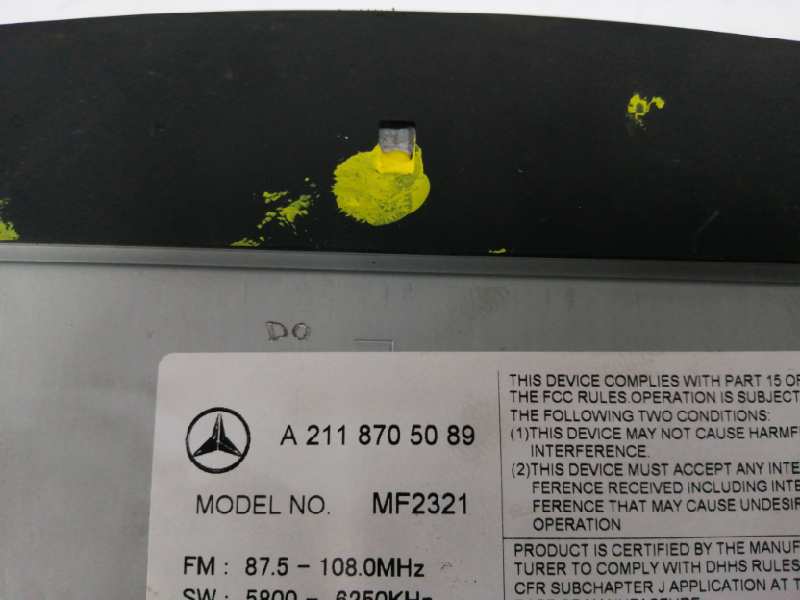 DO
A 211 870 50 89
MODEL NO. MF2321
FM : 87.5 - 108.0MHz
SW : 5800 - 6250KHz
THIS DEVICE COMPLIES WITH PART 15 OF
THE FCC RULES.OPERATION IS SUBJECT
THE FOLLOWING TWO CONDITIONS:
(1)THIS DEVICE MAY NOT CAUSE HARMF
INTERFERENCE.
(2)THIS DEVICE MUST ACCEPT ANY INTE
FERENCE RECEIVED INCLUDING INTE
FERENCE THAT MAY CAUSE UNDESIR
OPERATION
PRODUCT IS CERTIFIED BY THE MANUF
TURER TO COMPLY WITH DHHS RULES
CFR SUBCHAPTER J APPLICATION AT T